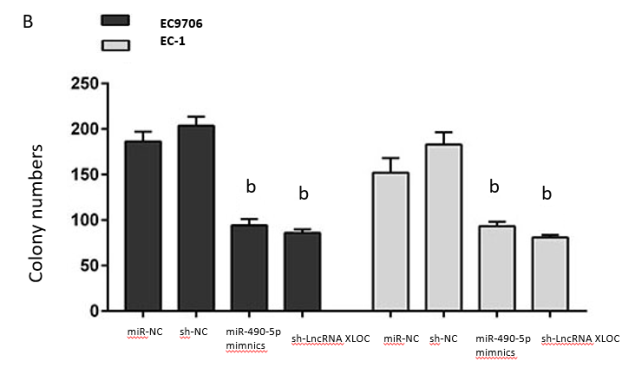 B
EC9706
EC-1
Colony numbers
250
200
150
100
50
0
b
b
b
b
miR-NC
sh-NC
miR-490-5p
mimnics
sh-LncRNA XLOC
miR-NC
sh-NC
miR-490-5p
mimnics
sh-LncRNA XLOC